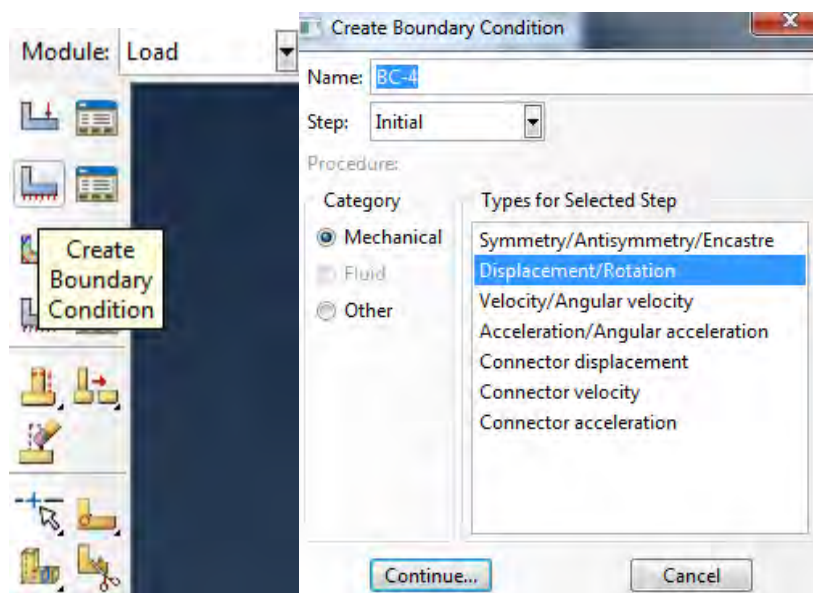 Module: Load
Create
Boundary
Condition
Create Boundary Condition
Name: BC-4
Step: Initial
Procedure:
Category
Mechanical
Fluid
Other
Types for Selected Step
Symmetry/Antisymmetry/Encastre
Displacement/Rotation
Velocity/Angular velocity
Acceleration/Angular acceleration
Connector displacement
Connector velocity
Connector acceleration
Continue... Cancel